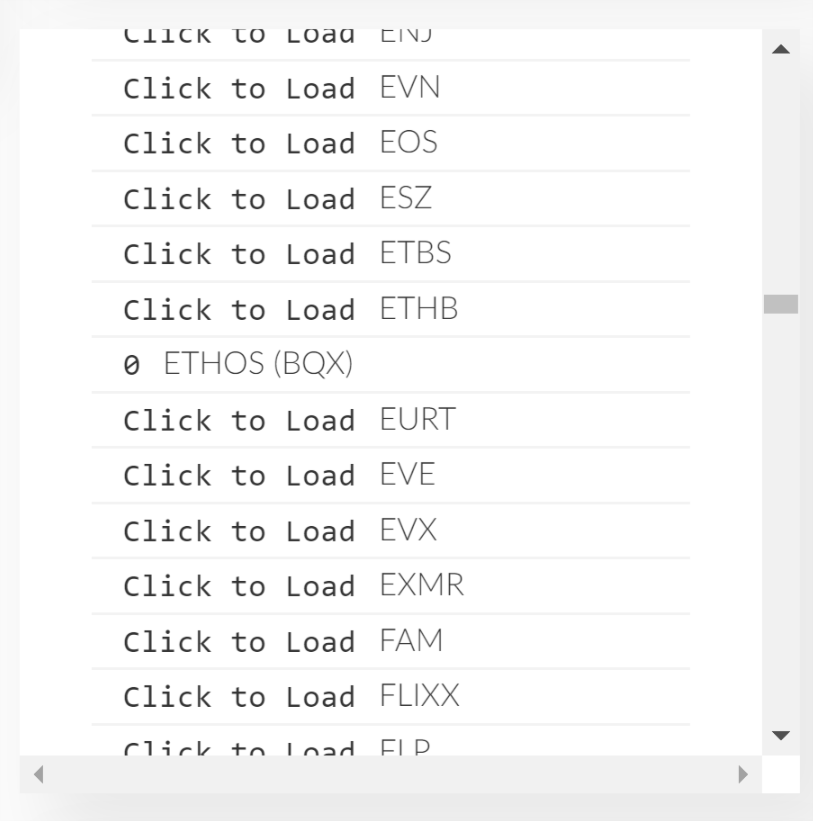 Click to Load ENJ
Click to Load EVN
Click to Load EOS
Click to Load ESZ
Click to Load ETBS
Click to Load ETHB
0 ETHOS (BQX)
Click to Load EURT
Click to Load EVE
Click to Load EVX
Click to Load EXMR
Click to Load FAM
Click to Load FLIXX
Click to Load FLP